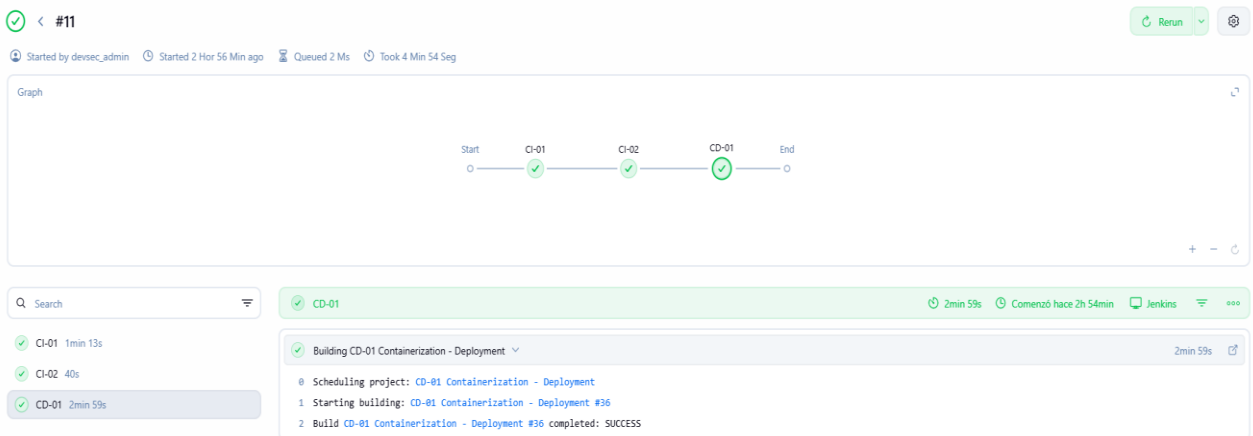 #11
Rerun
Started by devsec_admin Started 2 Hor 56 Min ago Queued 2 Ms Took 4 Min 54 Seg
Graph
Start CI-01 CI-02 CD-01 End
Search
CD-01 2min 59s Comenzó hace 2h 54min Jenkins
CI-01 1min 13s
CI-02 40s
CD-01 2min 59s
Building CD-01 Containerization - Deployment 2min 59s
0 Scheduling project: CD-01 Containerization - Deployment
1 Starting building: CD-01 Containerization - Deployment #36
2 Build CD-01 Containerization - Deployment #36 completed: SUCCESS